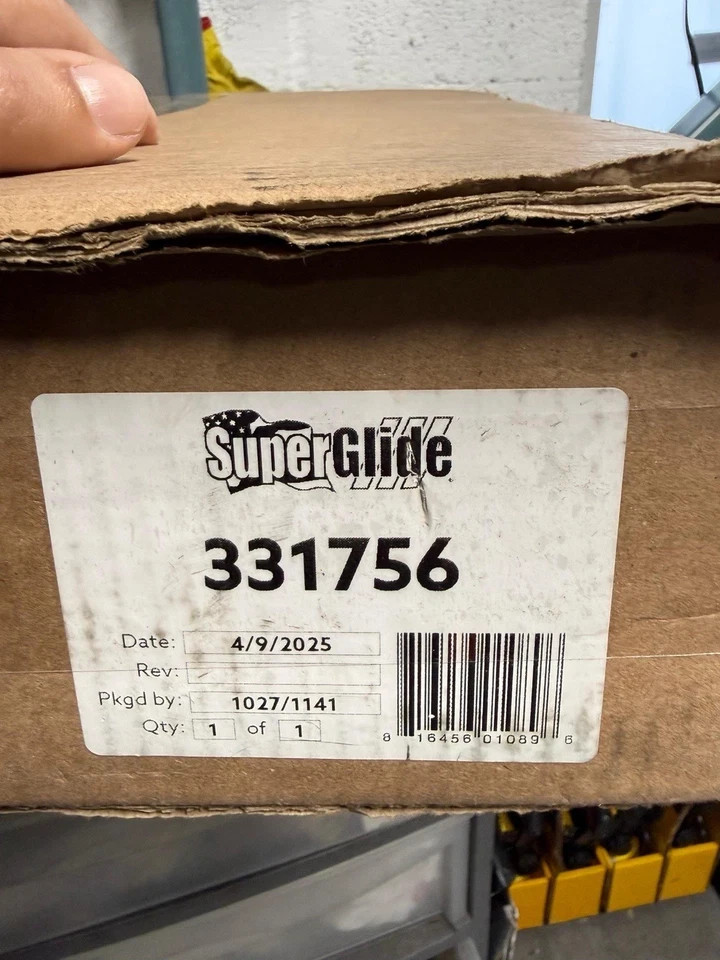 SuperGlide
331756
Date: 4/9/2025
Rev:
Pkgd by: 1027/1141
Qty: 1 of 1
8 16456 01089 6